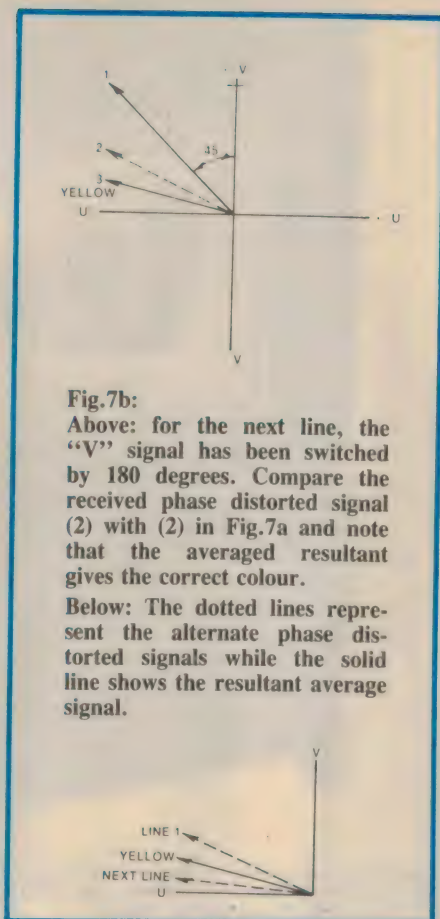 · V
1
45
2
3
YELLOW
U
· U
V
Fig.7b:
Above: for the next line, the
“V” signal has been switched
by 180 degrees. Compare the
received phase distorted signal
(2) with (2) in Fig.7a and note
that the averaged resultant
gives the correct colour.
Below: The dotted lines repre-
sent the alternate phase dis-
torted signals while the solid
line shows the resultant average
signal.
V
LINE 1
YELLOW
NEXT LINE
U